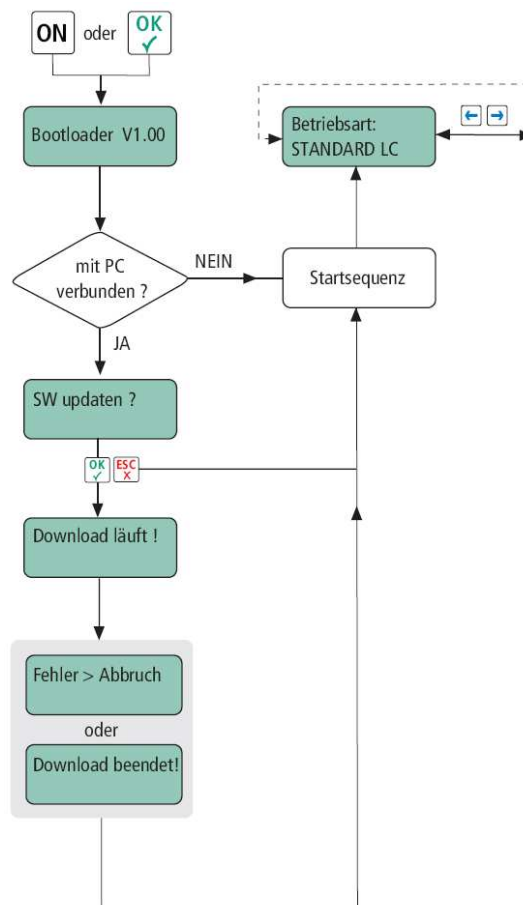 ON oder OK
Bootloader V1.00
Betriebsart:
STANDARD LC
mit PC
verbunden ?
NEIN
Startsequenz
JA
SW updaten ?
OK ESC
X
Download läuft !
Fehler > Abbruch
oder
Download beendet!